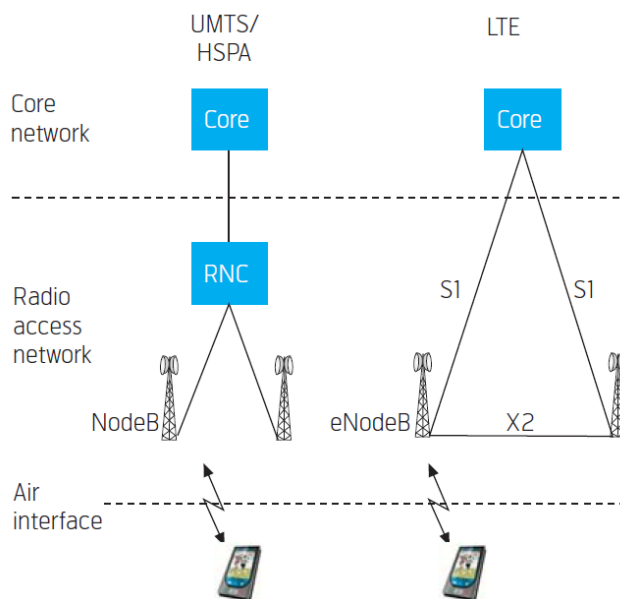 UMTS/
HSPA
LTE
Core
network
Core
Core
RNC
S1
S1
Radio
access
network
NodeB
eNodeB
X2
Air
interface